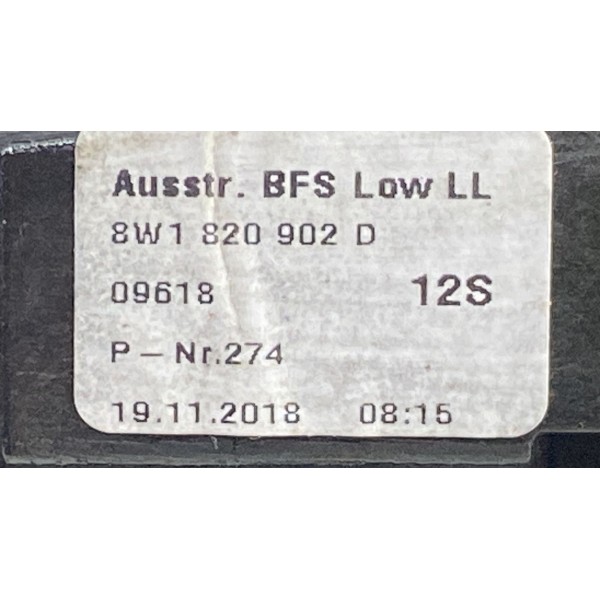 Ausstr. BFS Low LL
8W1 820 902 D
09618 12S
P – Nr.274
19.11.2018 08:15